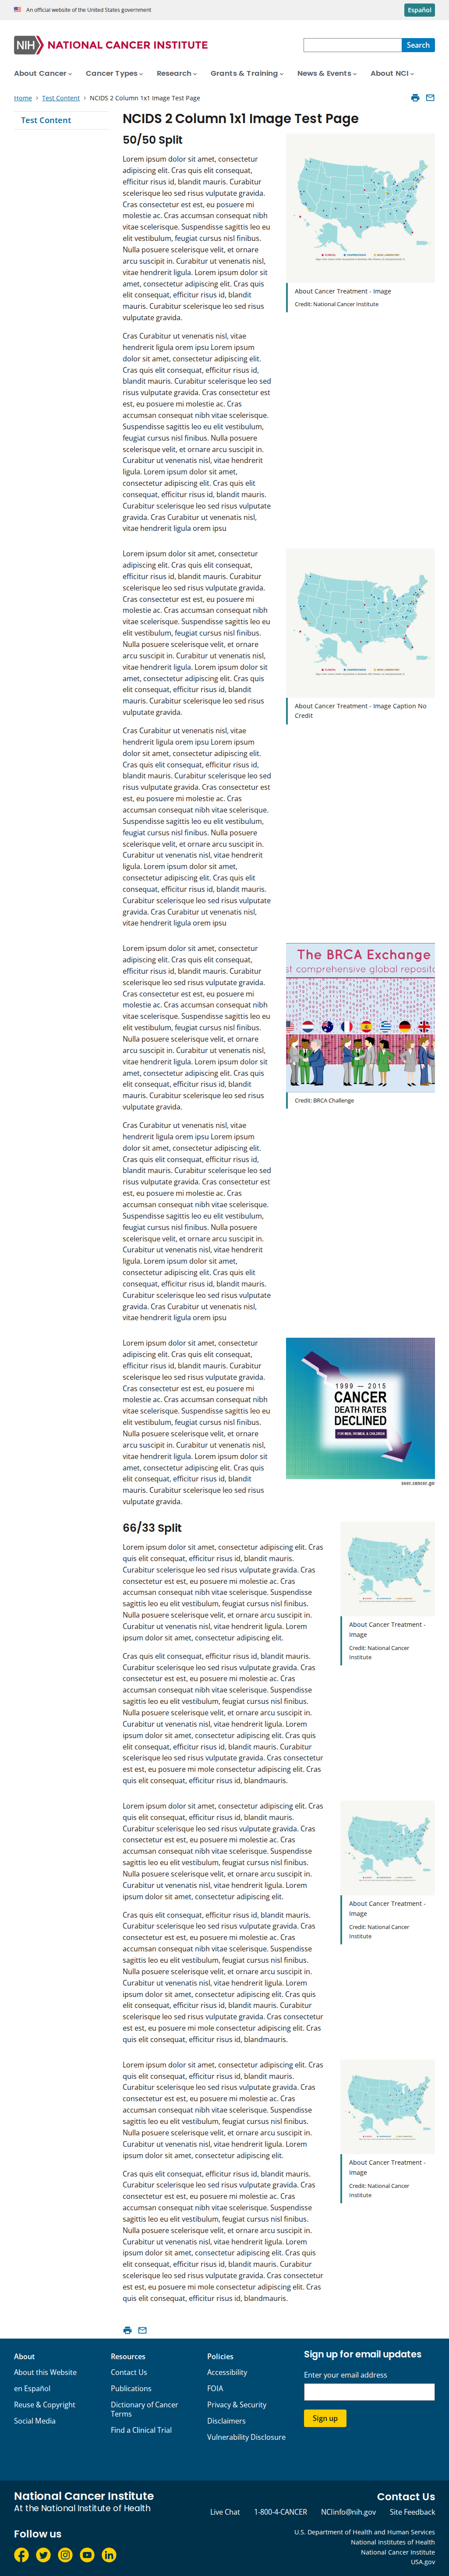 An official website of the United States government
Español
NIH NATIONAL CANCER INSTITUTE
Search
About Cancer
Cancer Types
Research
Grants & Training
News & Events
About NCI
Home > Test Content > NCIDS 2 Column 1x1 Image Test Page
Test Content
NCIDS 2 Column 1x1 Image Test Page
50/50 Split
Lorem ipsum dolor sit amet, consectetur
adipiscing elit. Cras quis elit consequat,
efficitur risus id, blandit mauris. Curabitur
scelerisque leo sed risus vulputate gravida.
Cras consectetur est est, eu posuere mi
molestie ac. Cras accumsan consequat nibh
vitae scelerisque. Suspendisse sagittis leo eu
elit vestibulum, feugiat cursus nisl finibus.
Nulla posuere scelerisque velit, et ornare
arcu suscipit in. Curabitur ut venenatis nisl,
vitae hendrerit ligula. Lorem ipsum dolor sit
amet, consectetur adipiscing elit. Cras quis
elit consequat, efficitur risus id, blandit
mauris. Curabitur scelerisque leo sed risus
vulputate gravida.
Cras Curabitur ut venenatis nisl, vitae
hendrerit ligula orem ipsu Lorem ipsum
dolor sit amet, consectetur adipiscing elit.
Cras quis elit consequat, efficitur risus id,
blandit mauris. Curabitur scelerisque leo sed
risus vulputate gravida. Cras consectetur est
est, eu posuere mi molestie ac. Cras
accumsan consequat nibh vitae scelerisque.
Suspendisse sagittis leo eu elit vestibulum,
feugiat cursus nisl finibus. Nulla posuere
scelerisque velit, et ornare arcu suscipit in.
Curabitur ut venenatis nisl, vitae hendrerit
ligula. Lorem ipsum dolor sit amet,
consectetur adipiscing elit. Cras quis elit
consequat, efficitur risus id, blandit mauris.
Curabitur scelerisque leo sed risus vulputate
gravida. Cras Curabitur ut venenatis nisl,
vitae hendrerit ligula orem ipsu
About Cancer Treatment - Image
Credit: National Cancer Institute
Lorem ipsum dolor sit amet, consectetur
adipiscing elit. Cras quis elit consequat,
efficitur risus id, blandit mauris. Curabitur
scelerisque leo sed risus vulputate gravida.
Cras consectetur est est, eu posuere mi
molestie ac. Cras accumsan consequat nibh
vitae scelerisque. Suspendisse sagittis leo eu
elit vestibulum, feugiat cursus nisl finibus.
Nulla posuere scelerisque velit, et ornare
arcu suscipit in. Curabitur ut venenatis nisl,
vitae hendrerit ligula. Lorem ipsum dolor sit
amet, consectetur adipiscing elit. Cras quis
elit consequat, efficitur risus id, blandit
mauris. Curabitur scelerisque leo sed risus
vulputate gravida.
Cras Curabitur ut venenatis nisl, vitae
hendrerit ligula orem ipsu Lorem ipsum
dolor sit amet, consectetur adipiscing elit.
Cras quis elit consequat, efficitur risus id,
blandit mauris. Curabitur scelerisque leo sed
risus vulputate gravida. Cras consectetur est
est, eu posuere mi molestie ac. Cras
accumsan consequat nibh vitae scelerisque.
Suspendisse sagittis leo eu elit vestibulum,
feugiat cursus nisl finibus. Nulla posuere
scelerisque velit, et ornare arcu suscipit in.
Curabitur ut venenatis nisl, vitae hendrerit
ligula. Lorem ipsum dolor sit amet,
consectetur adipiscing elit. Cras quis elit
consequat, efficitur risus id, blandit mauris.
Curabitur scelerisque leo sed risus vulputate
gravida. Cras Curabitur ut venenatis nisl,
vitae hendrerit ligula orem ipsu
About Cancer Treatment - Image Caption No
Credit
Lorem ipsum dolor sit amet, consectetur
adipiscing elit. Cras quis elit consequat,
efficitur risus id, blandit mauris. Curabitur
scelerisque leo sed risus vulputate gravida.
Cras consectetur est est, eu posuere mi
molestie ac. Cras accumsan consequat nibh
vitae scelerisque. Suspendisse sagittis leo eu
elit vestibulum, feugiat cursus nisl finibus.
Nulla posuere scelerisque velit, et ornare
arcu suscipit in. Curabitur ut venenatis nisl,
vitae hendrerit ligula. Lorem ipsum dolor sit
amet, consectetur adipiscing elit. Cras quis
elit consequat, efficitur risus id, blandit
mauris. Curabitur scelerisque leo sed risus
vulputate gravida.
Cras Curabitur ut venenatis nisl, vitae
hendrerit ligula orem ipsu Lorem ipsum
dolor sit amet, consectetur adipiscing elit.
Cras quis elit consequat, efficitur risus id,
blandit mauris. Curabitur scelerisque leo sed
risus vulputate gravida. Cras consectetur est
est, eu posuere mi molestie ac. Cras
accumsan consequat nibh vitae scelerisque.
Suspendisse sagittis leo eu elit vestibulum,
feugiat cursus nisl finibus. Nulla posuere
scelerisque velit, et ornare arcu suscipit in.
Curabitur ut venenatis nisl, vitae hendrerit
ligula. Lorem ipsum dolor sit amet,
consectetur adipiscing elit. Cras quis elit
consequat, efficitur risus id, blandit mauris.
Curabitur scelerisque leo sed risus vulputate
gravida. Cras Curabitur ut venenatis nisl,
vitae hendrerit ligula orem ipsu
The BRCA Exchange
st comprehensive global reposito
Credit: BRCA Challenge
Lorem ipsum dolor sit amet, consectetur
adipiscing elit. Cras quis elit consequat,
efficitur risus id, blandit mauris. Curabitur
scelerisque leo sed risus vulputate gravida.
Cras consectetur est est, eu posuere mi
molestie ac. Cras accumsan consequat nibh
vitae scelerisque. Suspendisse sagittis leo eu
elit vestibulum, feugiat cursus nisl finibus.
Nulla posuere scelerisque velit, et ornare
arcu suscipit in. Curabitur ut venenatis nisl,
vitae hendrerit ligula. Lorem ipsum dolor sit
amet, consectetur adipiscing elit. Cras quis
elit consequat, efficitur risus id, blandit
mauris. Curabitur scelerisque leo sed risus
vulputate gravida.
1999 — 2015
CANCER
DEATH RATES
DECLINED
FOR MEN, WOMEN, & CHILDREN
seer.cancer.go
66/33 Split
Lorem ipsum dolor sit amet, consectetur adipiscing elit. Cras
quis elit consequat, efficitur risus id, blandit mauris.
Curabitur scelerisque leo sed risus vulputate gravida. Cras
consectetur est est, eu posuere mi molestie ac. Cras
accumsan consequat nibh vitae scelerisque. Suspendisse
sagittis leo eu elit vestibulum, feugiat cursus nisl finibus.
Nulla posuere scelerisque velit, et ornare arcu suscipit in.
Curabitur ut venenatis nisl, vitae hendrerit ligula. Lorem
ipsum dolor sit amet, consectetur adipiscing elit.
Cras quis elit consequat, efficitur risus id, blandit mauris.
Curabitur scelerisque leo sed risus vulputate gravida. Cras
consectetur est est, eu posuere mi molestie ac. Cras
accumsan consequat nibh vitae scelerisque. Suspendisse
sagittis leo eu elit vestibulum, feugiat cursus nisl finibus.
Nulla posuere scelerisque velit, et ornare arcu suscipit in.
Curabitur ut venenatis nisl, vitae hendrerit ligula. Lorem
ipsum dolor sit amet, consectetur adipiscing elit. Cras quis
elit consequat, efficitur risus id, blandit mauris. Curabitur
scelerisque leo sed risus vulputate gravida. Cras consectetur
est est, eu posuere mi mole consectetur adipiscing elit. Cras
quis elit consequat, efficitur risus id, blandmauris.
About Cancer Treatment -
Image
Credit: National Cancer
Institute
Lorem ipsum dolor sit amet, consectetur adipiscing elit. Cras
quis elit consequat, efficitur risus id, blandit mauris.
Curabitur scelerisque leo sed risus vulputate gravida. Cras
consectetur est est, eu posuere mi molestie ac. Cras
accumsan consequat nibh vitae scelerisque. Suspendisse
sagittis leo eu elit vestibulum, feugiat cursus nisl finibus.
Nulla posuere scelerisque velit, et ornare arcu suscipit in.
Curabitur ut venenatis nisl, vitae hendrerit ligula. Lorem
ipsum dolor sit amet, consectetur adipiscing elit.
Cras quis elit consequat, efficitur risus id, blandit mauris.
Curabitur scelerisque leo sed risus vulputate gravida. Cras
consectetur est est, eu posuere mi molestie ac. Cras
accumsan consequat nibh vitae scelerisque. Suspendisse
sagittis leo eu elit vestibulum, feugiat cursus nisl finibus.
Nulla posuere scelerisque velit, et ornare arcu suscipit in.
Curabitur ut venenatis nisl, vitae hendrerit ligula. Lorem
ipsum dolor sit amet, consectetur adipiscing elit. Cras quis
elit consequat, efficitur risus id, blandit mauris. Curabitur
scelerisque leo sed risus vulputate gravida. Cras consectetur
est est, eu posuere mi mole consectetur adipiscing elit. Cras
quis elit consequat, efficitur risus id, blandmauris.
About Cancer Treatment -
Image
Credit: National Cancer
Institute
Lorem ipsum dolor sit amet, consectetur adipiscing elit. Cras
quis elit consequat, efficitur risus id, blandit mauris.
Curabitur scelerisque leo sed risus vulputate gravida. Cras
consectetur est est, eu posuere mi molestie ac. Cras
accumsan consequat nibh vitae scelerisque. Suspendisse
sagittis leo eu elit vestibulum, feugiat cursus nisl finibus.
Nulla posuere scelerisque velit, et ornare arcu suscipit in.
Curabitur ut venenatis nisl, vitae hendrerit ligula. Lorem
ipsum dolor sit amet, consectetur adipiscing elit.
Cras quis elit consequat, efficitur risus id, blandit mauris.
Curabitur scelerisque leo sed risus vulputate gravida. Cras
consectetur est est, eu posuere mi molestie ac. Cras
accumsan consequat nibh vitae scelerisque. Suspendisse
sagittis leo eu elit vestibulum, feugiat cursus nisl finibus.
Nulla posuere scelerisque velit, et ornare arcu suscipit in.
Curabitur ut venenatis nisl, vitae hendrerit ligula. Lorem
ipsum dolor sit amet, consectetur adipiscing elit. Cras quis
elit consequat, efficitur risus id, blandit mauris. Curabitur
scelerisque leo sed risus vulputate gravida. Cras consectetur
est est, eu posuere mi mole consectetur adipiscing elit. Cras
quis elit consequat, efficitur risus id, blandmauris.
About Cancer Treatment -
Image
Credit: National Cancer
Institute
About
About this Website
en Español
Reuse & Copyright
Social Media
Resources
Contact Us
Publications
Dictionary of Cancer
Terms
Find a Clinical Trial
Policies
Accessibility
FOIA
Privacy & Security
Disclaimers
Vulnerability Disclosure
Sign up for email updates
Enter your email address
Sign up
National Cancer Institute
At the National Institute of Health
Contact Us
Live Chat
1-800-4-CANCER
NCIinfo@nih.gov
Site Feedback
Follow us
U.S. Department of Health and Human Services
National Institutes of Health
National Cancer Institute
USA.gov